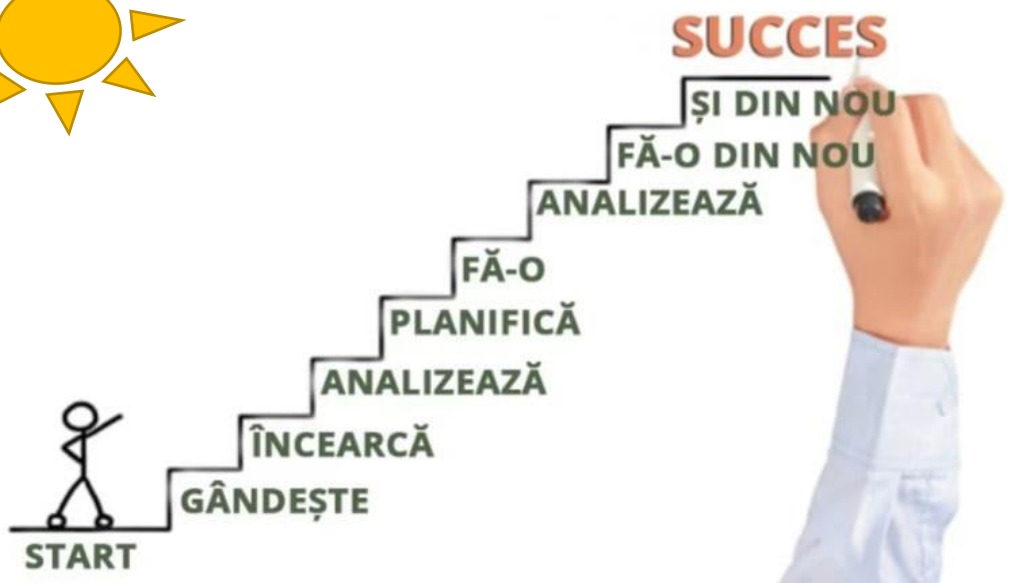 SUCCES
ȘI DIN NOU
FĂ-O DIN NOU
ANALIZEAZĂ
FĂ-O
PLANIFICĂ
ANALIZEAZĂ
ÎNCEARCĂ
GÂNDEȘTE
START